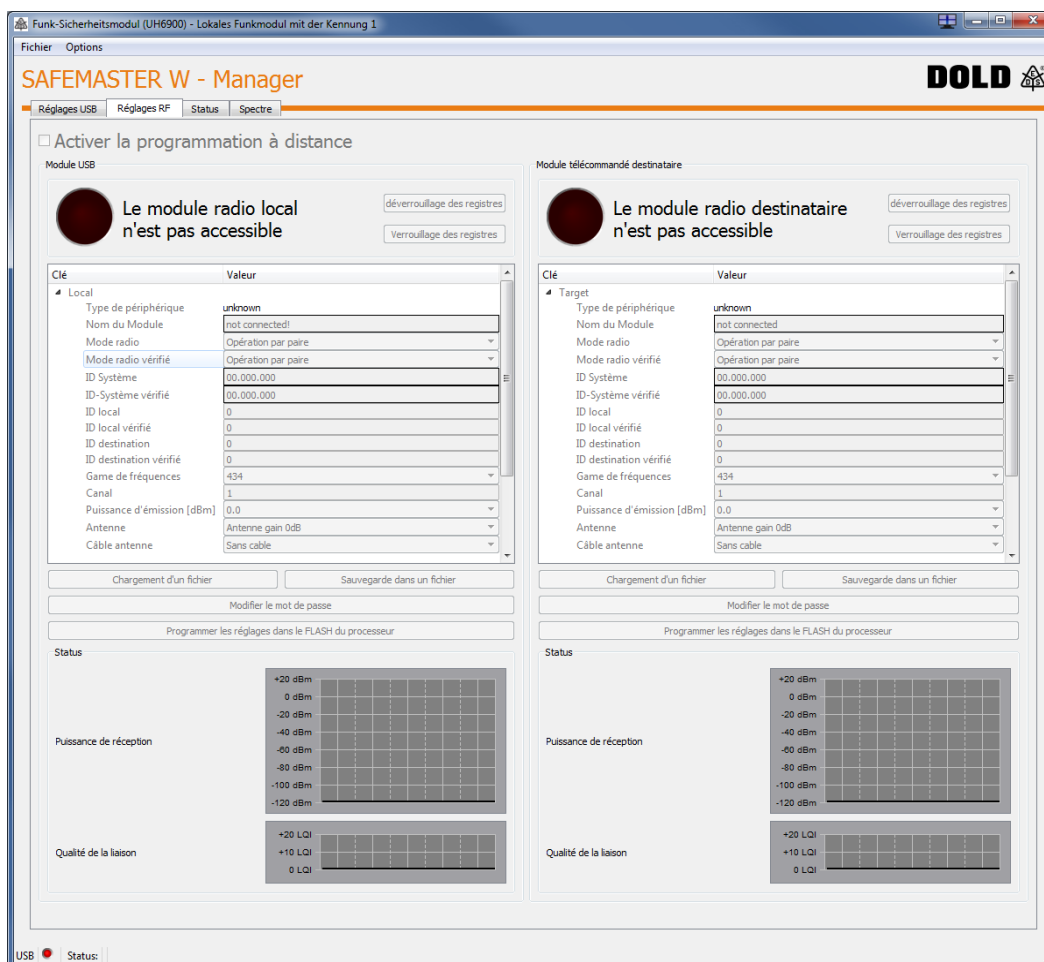 Funk-Sicherheitsmodul (UH6900) - Lokales Funkmodul mit der Kennung 1
Fichier Options
SAFEMASTER W - Manager
DOLD
Réglages USB Réglages RF Status Spectre
Activer la programmation à distance
Module USB
Le module radio local
n'est pas accessible
déverrouillage des registres
Verrouillage des registres
Clé Valeur
Local
Type de périphérique unknown
Nom du Module not connected!
Mode radio Opération par paire
Mode radio vérifié Opération par paire
ID Système 00.000.000
ID-Système vérifié 00.000.000
ID local 0
ID local vérifié 0
ID destination 0
ID destination vérifié 0
Game de fréquences 434
Canal 1
Puissance d'émission [dBm] 0.0
Antenne Antenne gain 0dB
Câble antenne Sans cable
Chargement d'un fichier Sauvegarde dans un fichier
Modifier le mot de passe
Programmer les réglages dans le FLASH du processeur
Status
Puissance de réception
+20 dBm
0 dBm
-20 dBm
-40 dBm
-60 dBm
-80 dBm
-100 dBm
-120 dBm
Qualité de la liaison
+20 LQI
+10 LQI
0 LQI
Module télécommandé destinataire
Le module radio destinataire
n'est pas accessible
déverrouillage des registres
Verrouillage des registres
Clé Valeur
Target
Type de périphérique unknown
Nom du Module not connected
Mode radio Opération par paire
Mode radio vérifié Opération par paire
ID Système 00.000.000
ID-Système vérifié 00.000.000
ID local 0
ID local vérifié 0
ID destination 0
ID destination vérifié 0
Game de fréquences 434
Canal 1
Puissance d'émission [dBm] 0.0
Antenne Antenne gain 0dB
Câble antenne Sans cable
Chargement d'un fichier Sauvegarde dans un fichier
Modifier le mot de passe
Programmer les réglages dans le FLASH du processeur
Status
Puissance de réception
+20 dBm
0 dBm
-20 dBm
-40 dBm
-60 dBm
-80 dBm
-100 dBm
-120 dBm
Qualité de la liaison
+20 LQI
+10 LQI
0 LQI
USB Status: